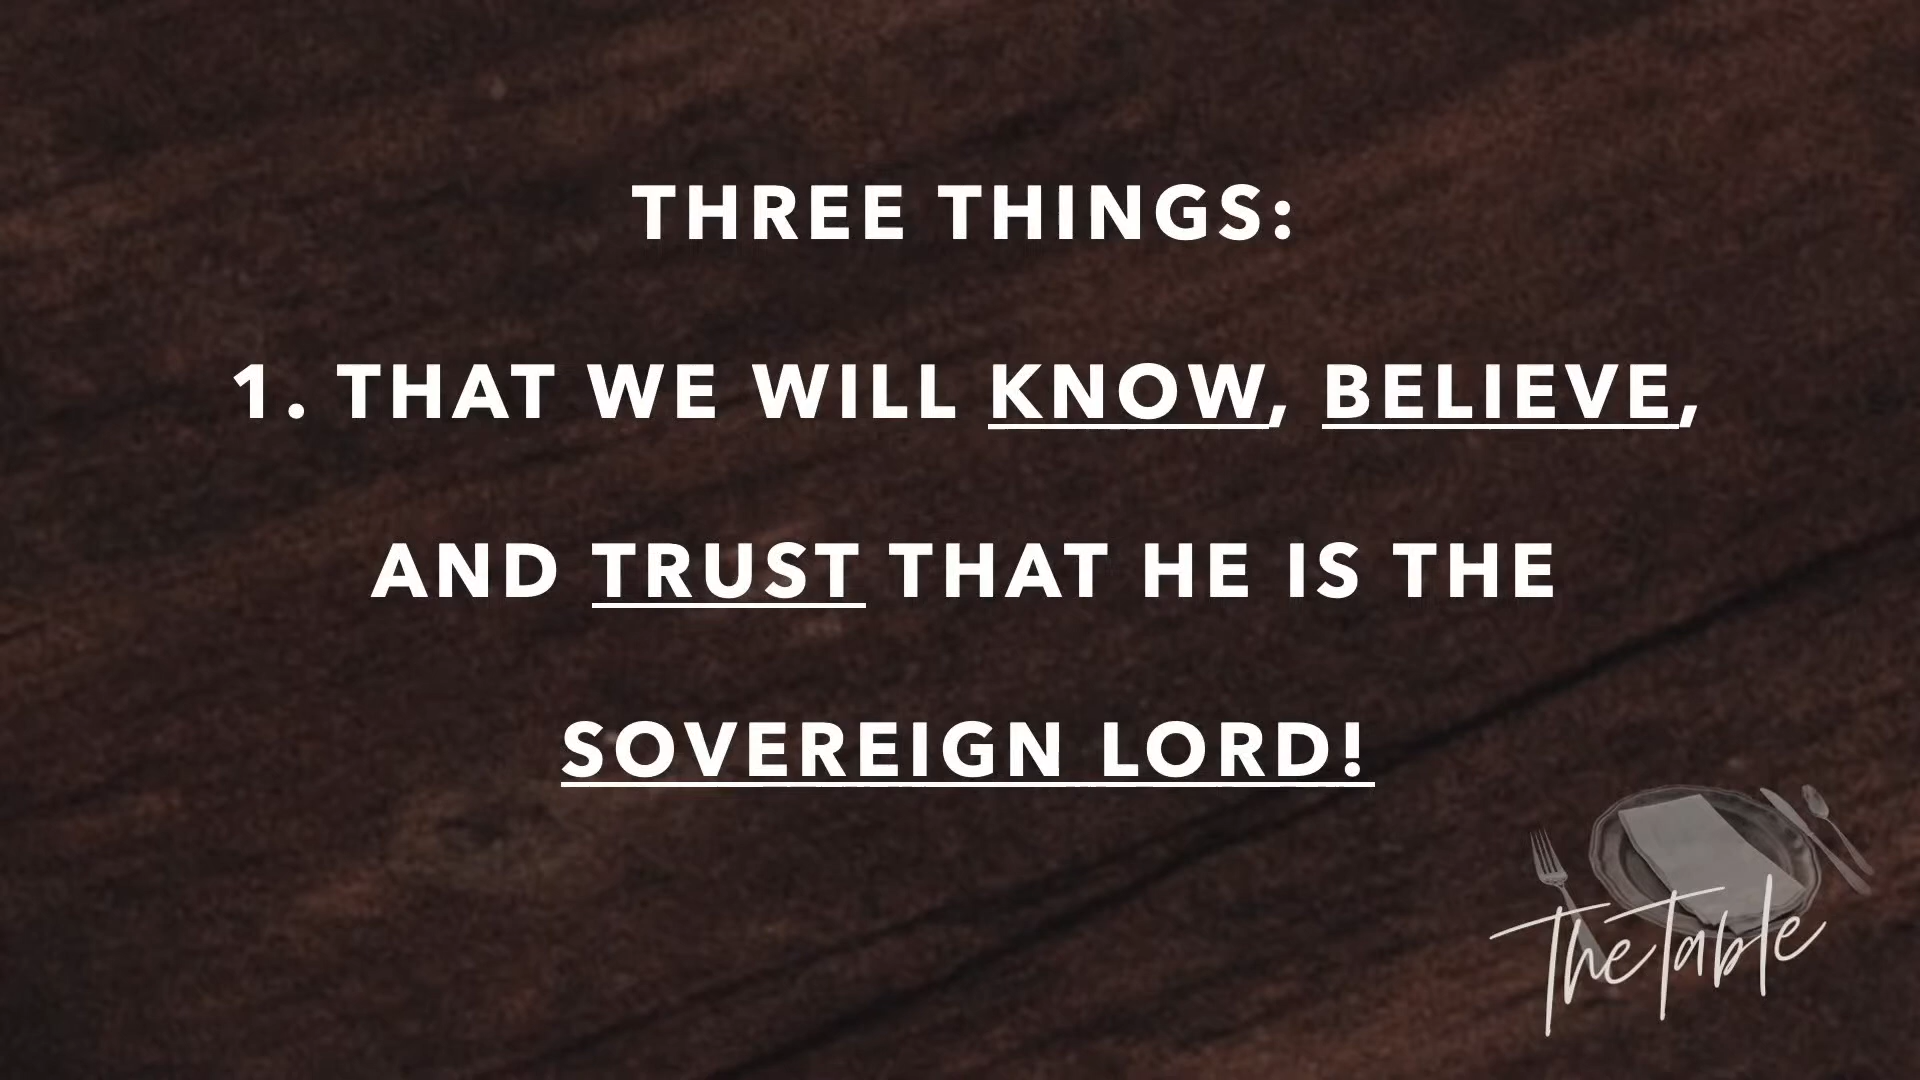 THREE THINGS:
1. THAT WE WILL KNOW, BELIEVE,
AND TRUST THAT HE IS THE
SOVEREIGN LORD!
The Table